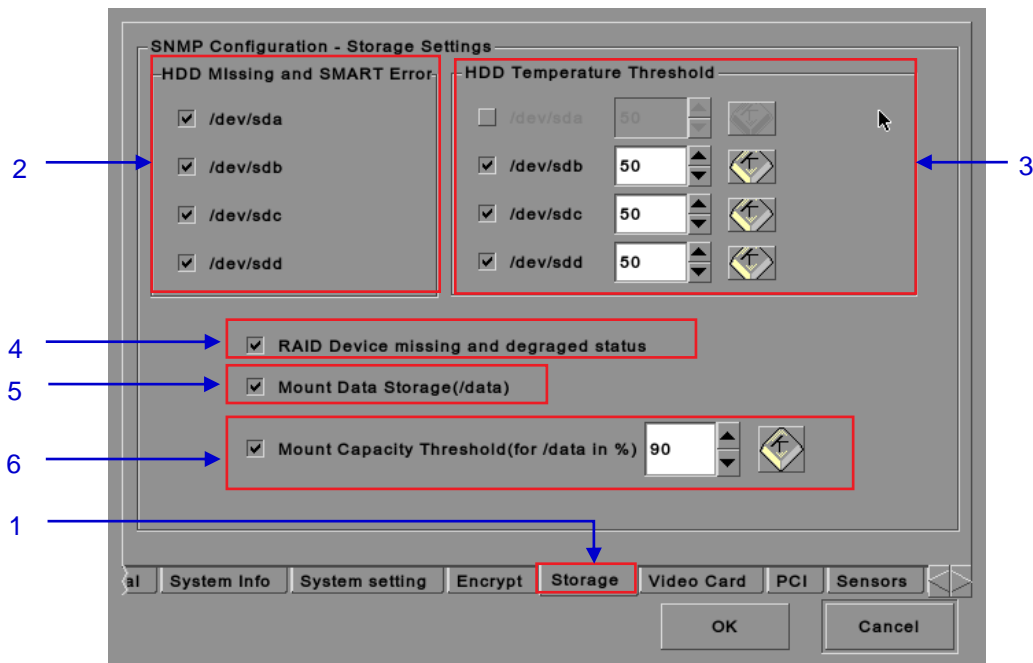 SNMP Configuration - Storage Settings
HDD MIssing and SMART Error
HDD Temperature Threshold
/dev/sda
/dev/sda 50
2
/dev/sdb
/dev/sdb 50
3
/dev/sdc
/dev/sdc 50
/dev/sdd
/dev/sdd 50
4
RAID Device missing and degraged status
5
Mount Data Storage(/data)
6
Mount Capacity Threshold(for /data in %) 90
1
al System Info System setting Encrypt Storage Video Card PCI Sensors
OK Cancel